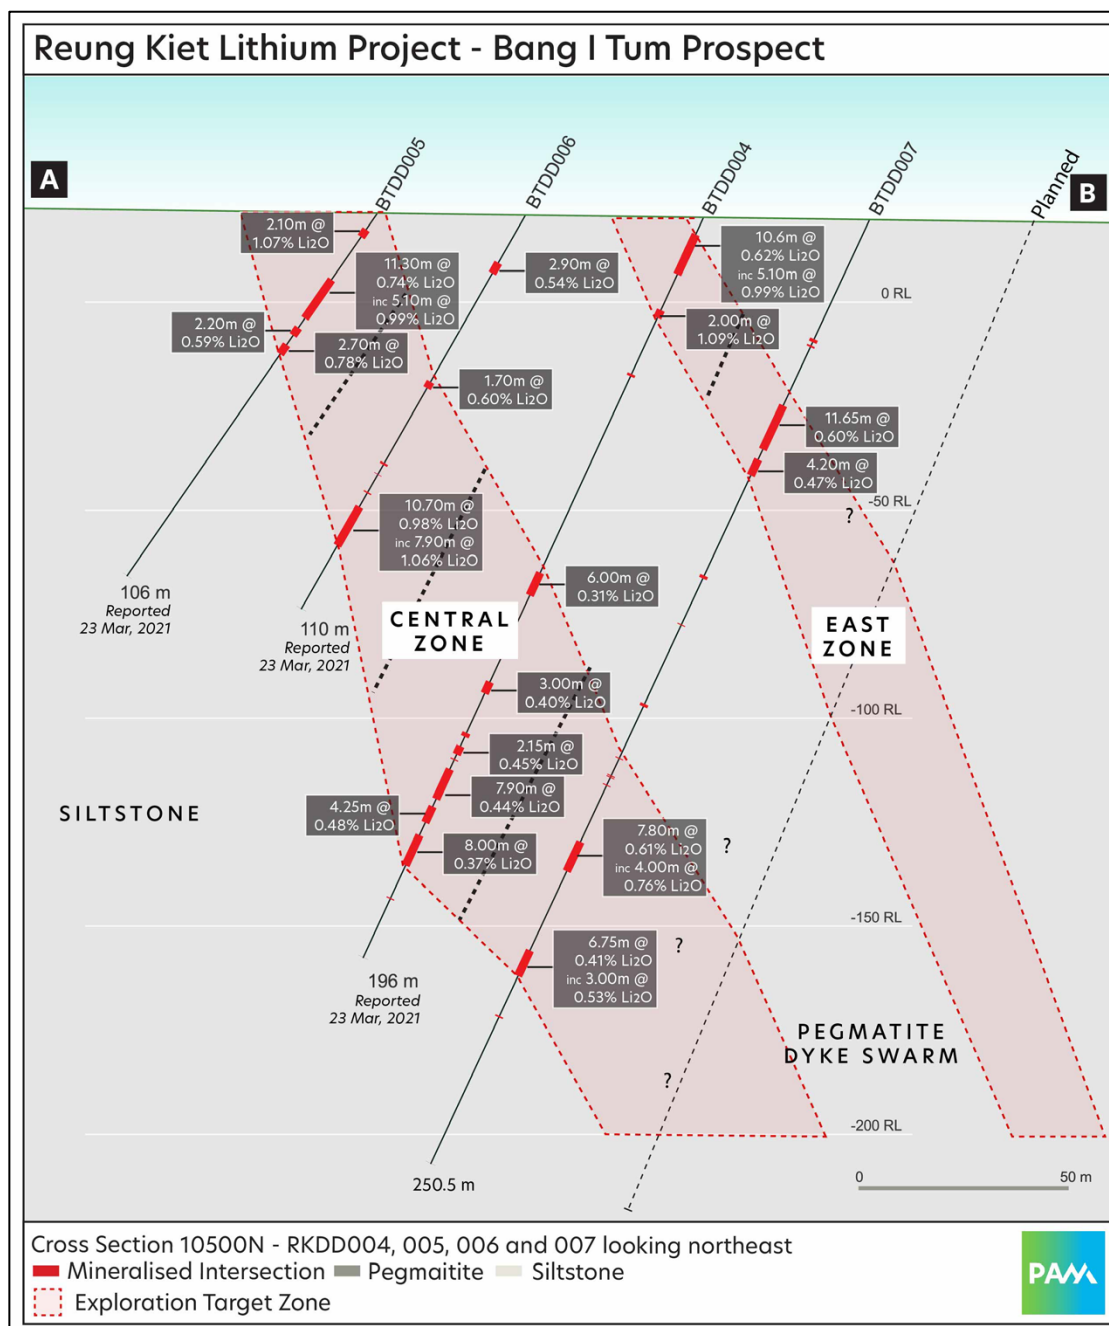 Reung Kiet Lithium Project - Bang I Tum Prospect
A
BTDD005
BTDD006
BTDD004
BTDD007
Planned
B
2.10m @
1.07% Li2O
11.30m @
0.74% Li2O
inc 5.10m @
0.99% Li2O
2.20m @
0.59% Li2O
2.70m @
0.78% Li2O
2.90m @
0.54% Li2O
1.70m @
0.60% Li2O
10.6m @
0.62% Li2O
inc 5.10m @
0.99% Li2O
0 RL
2.00m @
1.09% Li2O
11.65m @
0.60% Li2O
4.20m @
0.47% Li2O
-50 RL
?
10.70m @
0.98% Li2O
inc 7.90m @
1.06% Li2O
106 m
Reported
23 Mar, 2021
110 m
Reported
23 Mar, 2021
CENTRAL
ZONE
6.00m @
0.31% Li2O
EAST
ZONE
3.00m @
0.40% Li2O
-100 RL
2.15m @
0.45% Li2O
7.90m @
0.44% Li2O
4.25m @
0.48% Li2O
8.00m @
0.37% Li2O
SILTSTONE
7.80m @
0.61% Li2O
inc 4.00m @
0.76% Li2O
?
-150 RL
6.75m @
0.41% Li2O
inc 3.00m @
0.53% Li2O
?
196 m
Reported
23 Mar, 2021
PEGMATITE
DYKE SWARM
?
-200 RL
250.5 m
0
50 m
Cross Section 10500N - RKDD004, 005, 006 and 007 looking northeast
Mineralised Intersection
Pegmaitite
Siltstone
Exploration Target Zone
PAM